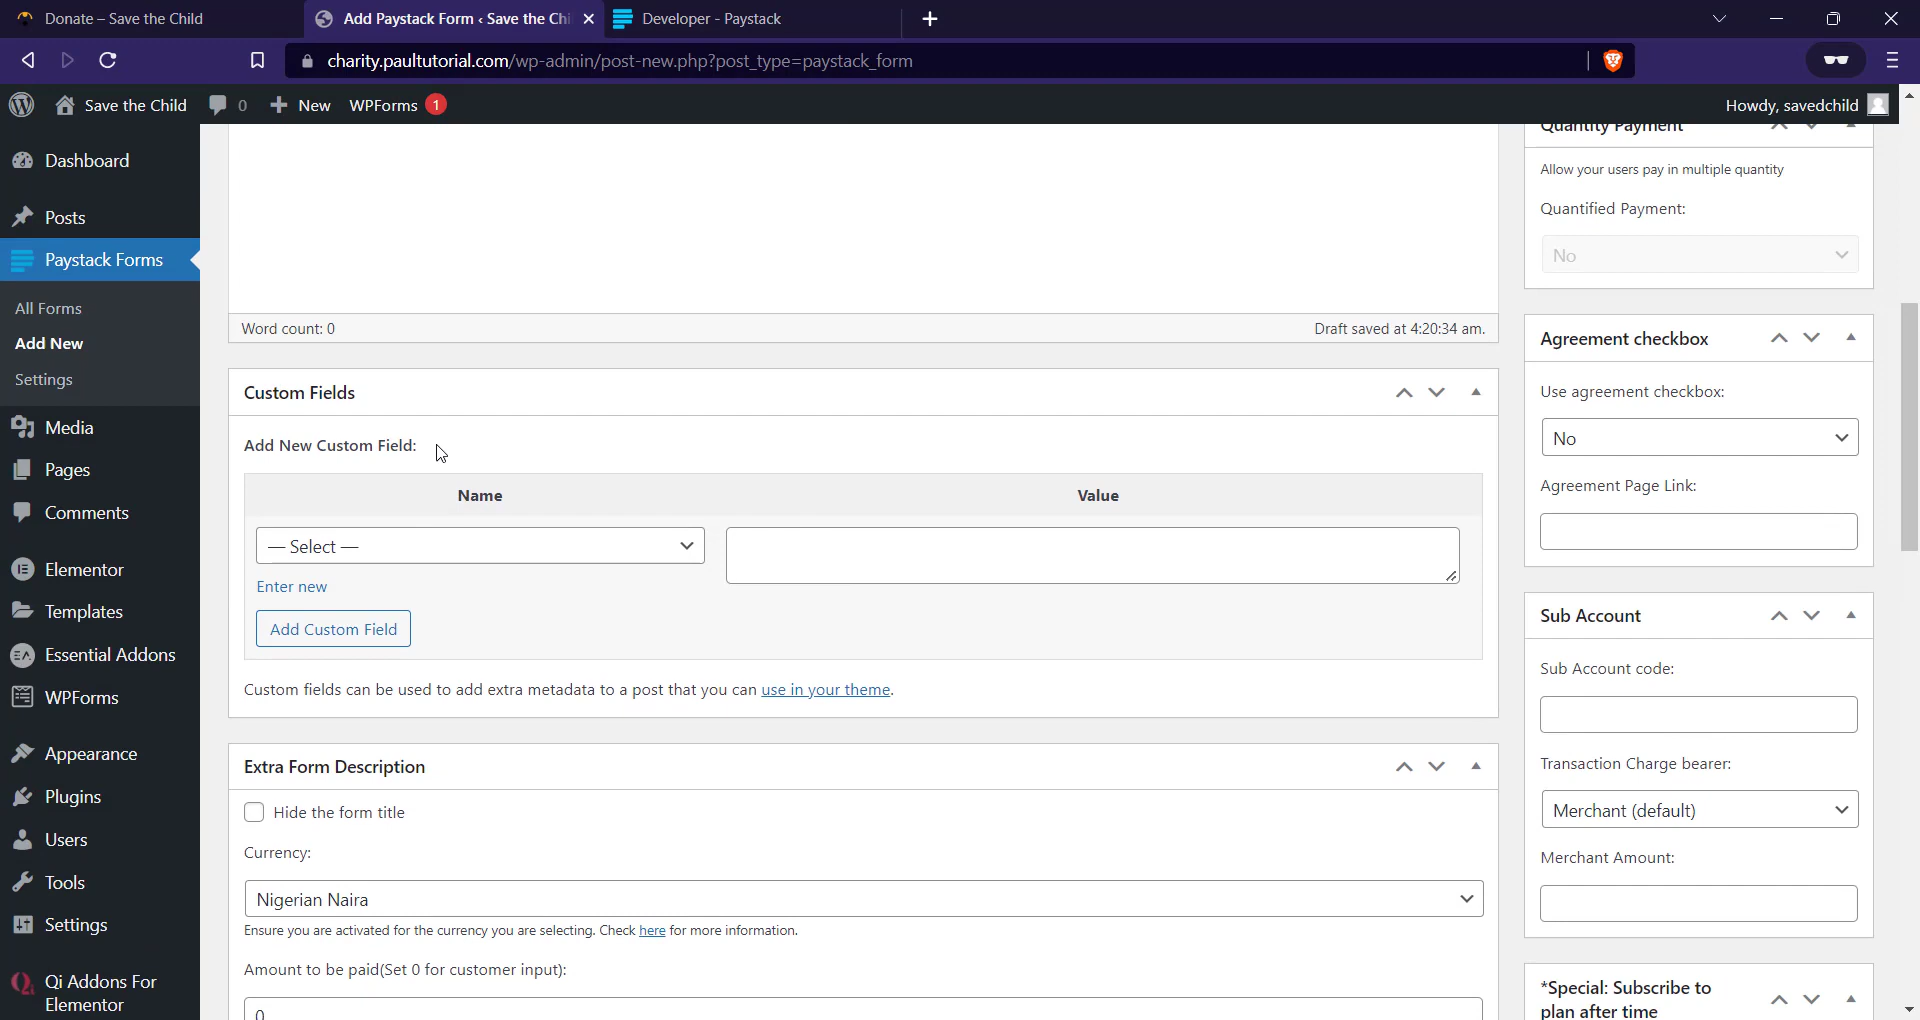 Donate – Save the Child
Add Paystack Form ‹ Save the Chi
Developer - Paystack
charity.paultutorial.com/wp-admin/post-new.php?post_type=paystack_form
Save the Child
0
New
WPForms
1
Howdy, savedchild
Dashboard
Posts
Paystack Forms
All Forms
Add New
Settings
Media
Pages
Comments
Elementor
Templates
Essential Addons
WPForms
Appearance
Plugins
Users
Tools
Settings
Qi Addons For
Elementor
Word count: 0
Draft saved at 4:20:34 am.
Custom Fields
Add New Custom Field:
Name
Value
— Select —
Enter new
Add Custom Field
Custom fields can be used to add extra metadata to a post that you can use in your theme.
Extra Form Description
Hide the form title
Currency:
Nigerian Naira
Ensure you are activated for the currency you are selecting. Check here for more information.
Amount to be paid(Set 0 for customer input):
0
Quantity Payment
Allow your users pay in multiple quantity
Quantified Payment:
No
Agreement checkbox
Use agreement checkbox:
No
Agreement Page Link:
Sub Account
Sub Account code:
Transaction Charge bearer:
Merchant (default)
Merchant Amount:
*Special: Subscribe to
plan after time